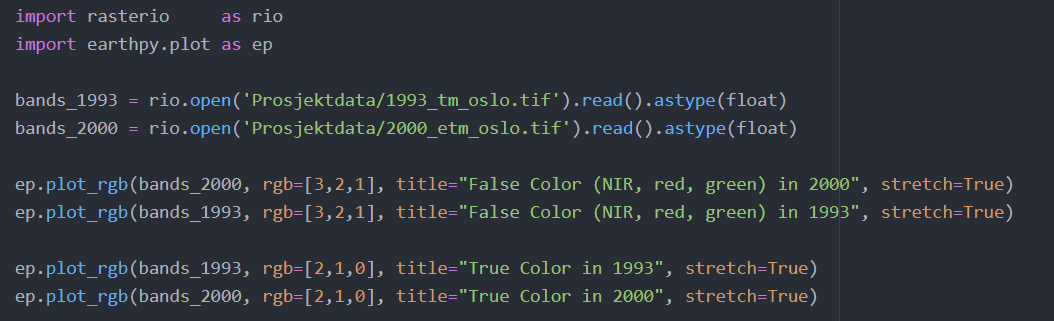 import rasterio     as rio
import earthpy.plot as ep
bands_1993 = rio.open('Prosjektdata/1993_tm_oslo.tif').read().astype(float)
bands_2000 = rio.open('Prosjektdata/2000_etm_oslo.tif').read().astype(float)
ep.plot_rgb(bands_2000, rgb=[3,2,1], title="False Color (NIR, red, green) in 2000", stretch=True)
ep.plot_rgb(bands_1993, rgb=[3,2,1], title="False Color (NIR, red, green) in 1993", stretch=True)
ep.plot_rgb(bands_1993, rgb=[2,1,0], title="True Color in 1993", stretch=True)
ep.plot_rgb(bands_2000, rgb=[2,1,0], title="True Color in 2000", stretch=True)